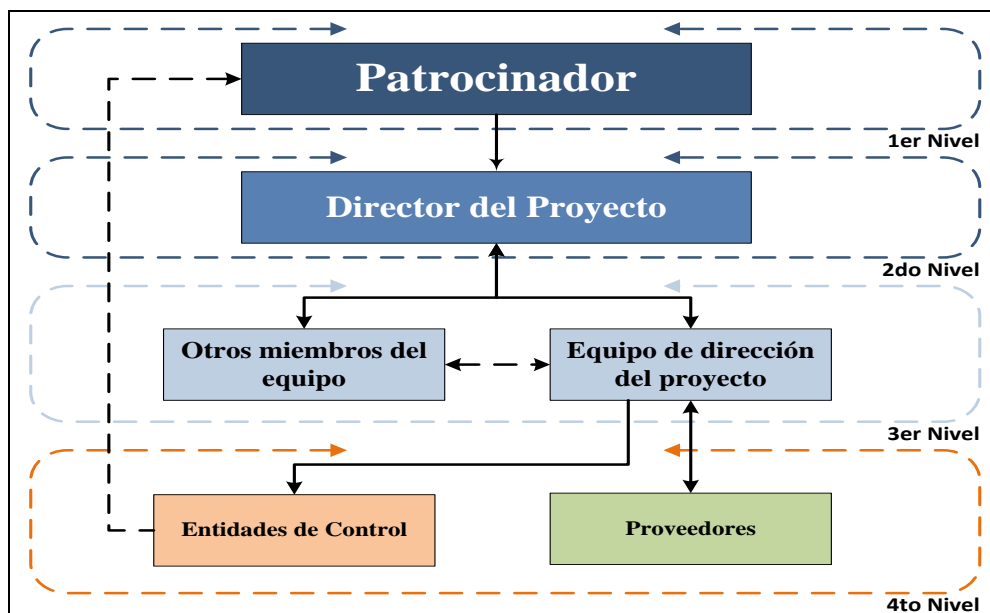 Patrocinador
1er Nivel
Director del Proyecto
2do Nivel
Otros miembros del
equipo
Equipo de dirección
del proyecto
3er Nivel
Entidades de Control
Proveedores
4to Nivel